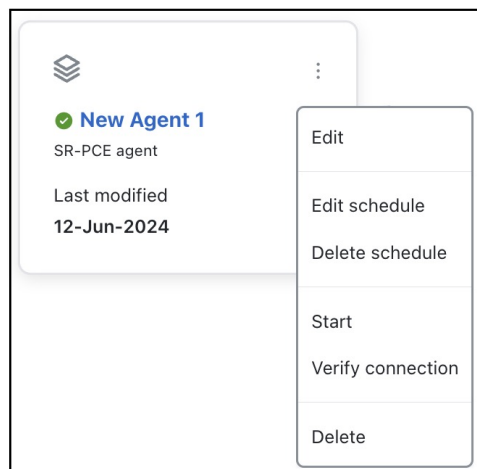 New Agent 1
SR-PCE agent
Last modified
12-Jun-2024
Edit
Edit schedule
Delete schedule
Start
Verify connection
Delete